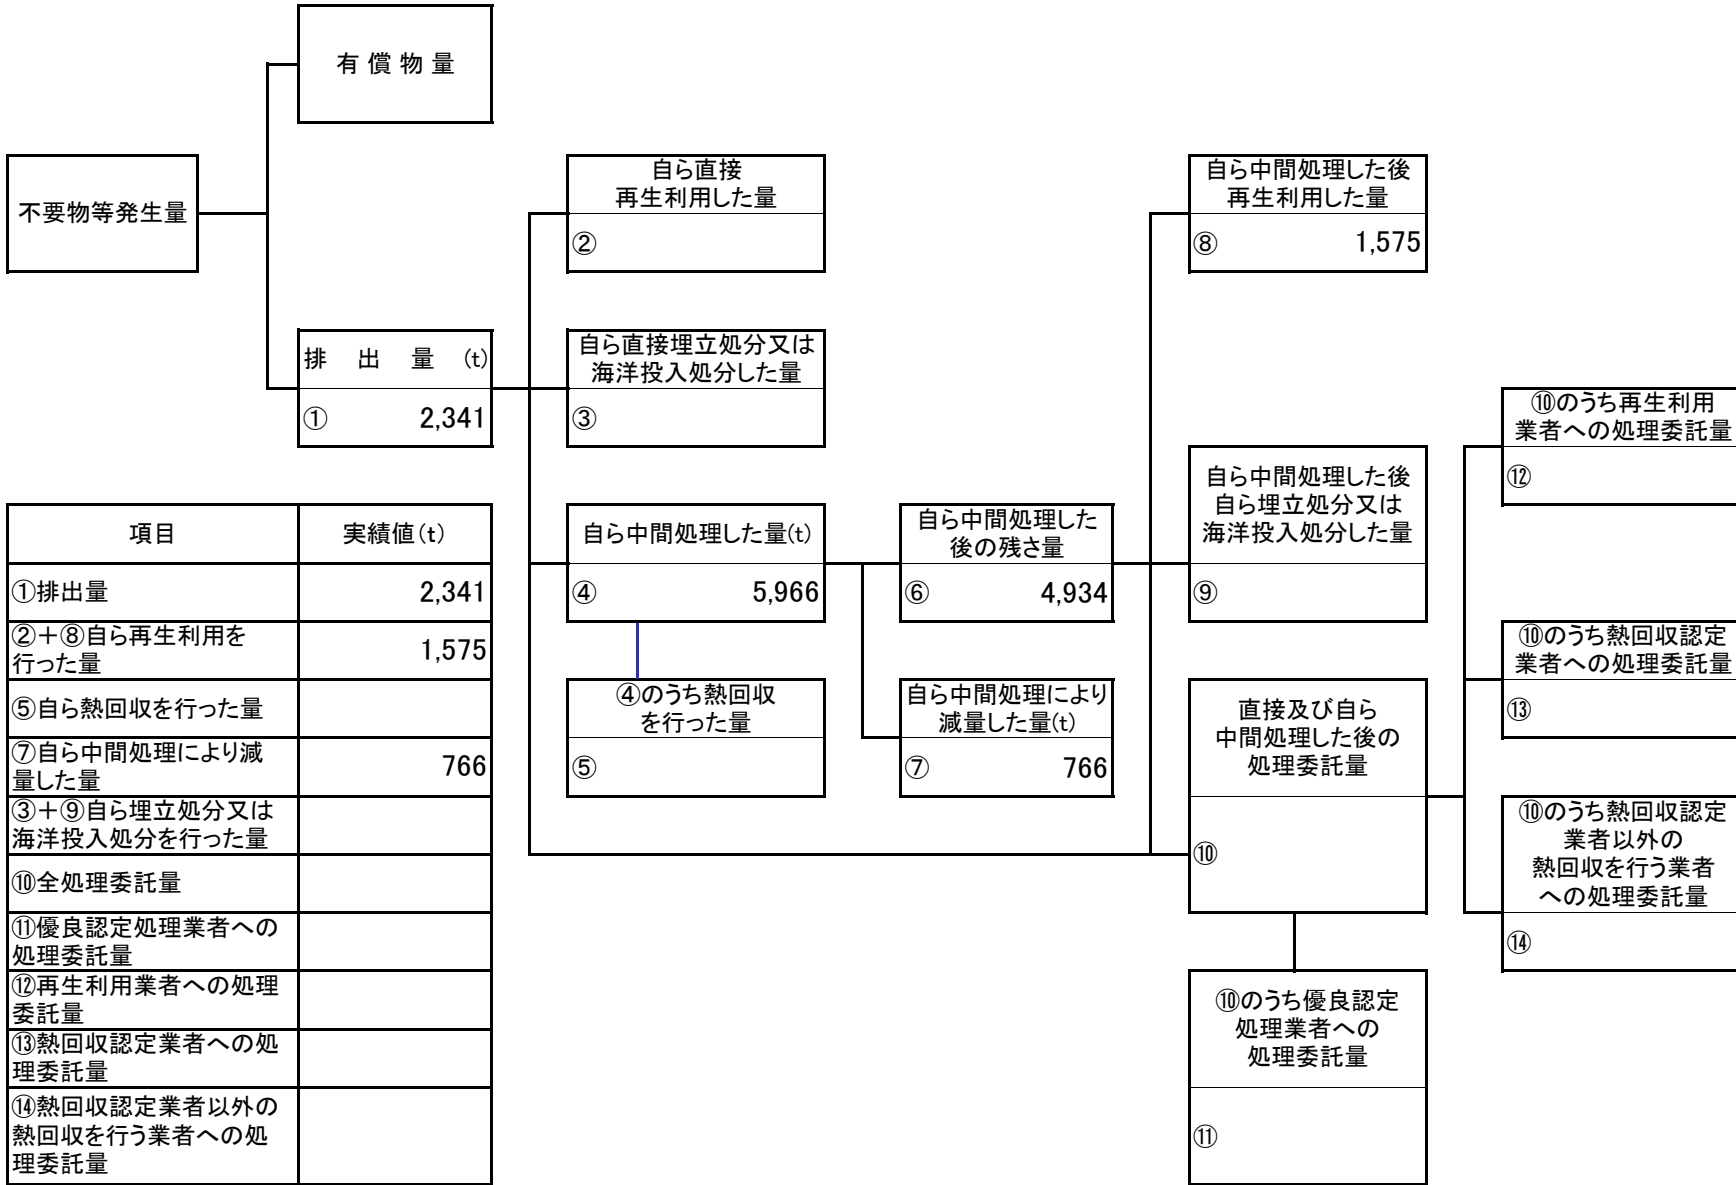 有 償 物 量
不要物等発生量
自ら直接
再生利用した量
②
自ら中間処理した後
再生利用した量
⑧ 1,575
排 出 量 (t)
① 2,341
自ら直接埋立処分又は
海洋投入処分した量
③
⑩のうち再生利用
業者への処理委託量
⑫
自ら中間処理した後
自ら埋立処分又は
海洋投入処分した量
⑨
自ら中間処理した量(t)
④ 5,966
自ら中間処理した
後の残さ量
⑥ 4,934
⑩のうち熱回収認定
業者への処理委託量
⑬
④のうち熱回収
を行った量
⑤
自ら中間処理により
減量した量(t)
⑦ 766
直接及び自ら
中間処理した後の
処理委託量
⑩
⑩のうち熱回収認定
業者以外の
熱回収を行う業者
への処理委託量
⑭
⑩のうち優良認定
処理業者への
処理委託量
⑪
項目 実績値(t)
①排出量 2,341
②+⑧自ら再生利用を
行った量 1,575
⑤自ら熱回収を行った量
⑦自ら中間処理により減
量した量 766
③+⑨自ら埋立処分又は
海洋投入処分を行った量
⑩全処理委託量
⑪優良認定処理業者への
処理委託量
⑫再生利用業者への処理
委託量
⑬熱回収認定業者への処
理委託量
⑭熱回収認定業者以外の
熱回収を行う業者への処
理委託量